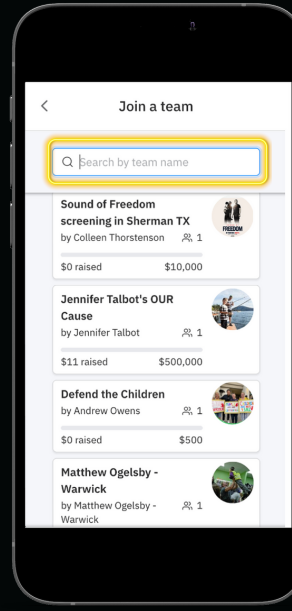 Join a team
Search by team name
Sound of Freedom
screening in Sherman TX
by Colleen Thorstenson 1
FREEDOM
$0 raised $10,000
Jennifer Talbot's OUR
Cause
by Jennifer Talbot 1
$11 raised $500,000
Defend the Children
by Andrew Owens 1
$0 raised $500
Matthew Ogelsby -
Warwick
by Matthew Ogelsby - 1
Warwick